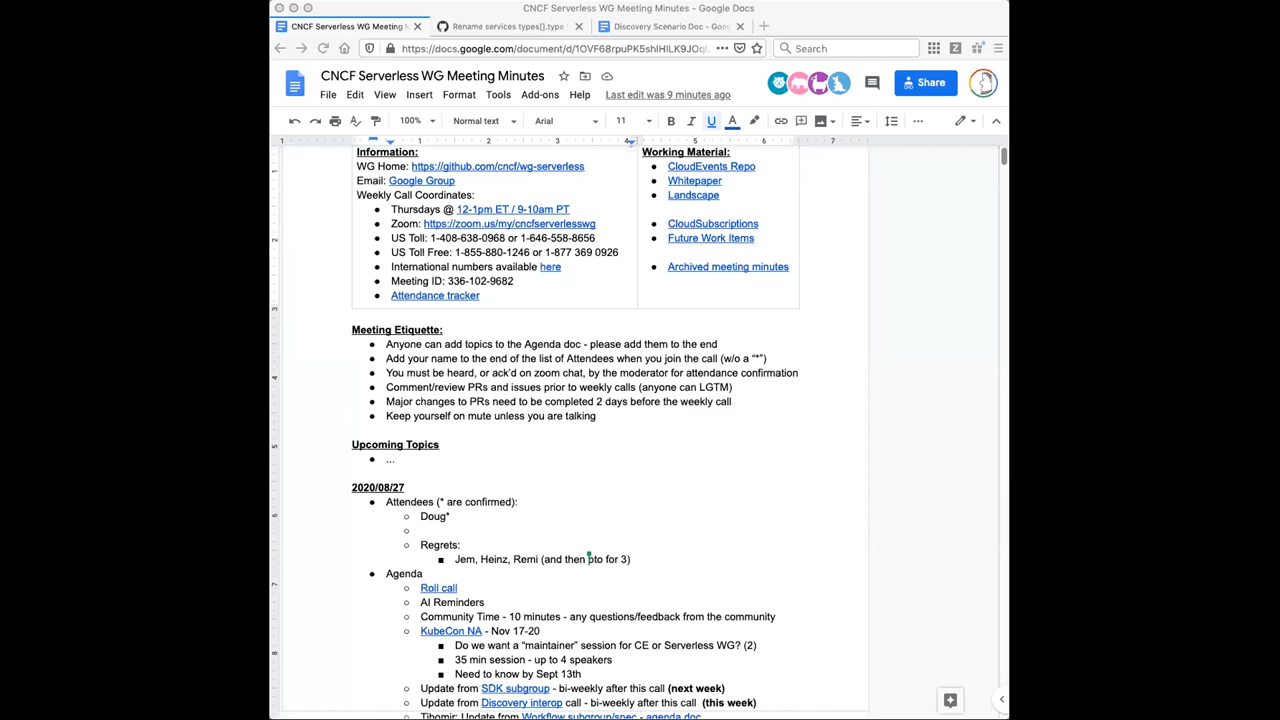 CNCF Serverless WG Meeting Minutes - Google Docs
CNCF Serverless WG Meeting M
Rename services types[].type
Discovery Scenario Doc - Goo
Search
CNCF Serverless WG Meeting Minutes
File Edit View Insert Format Tools Add-ons Help Last edit was 9 minutes ago
Share
100% Normal text Arial 11 B I U A
1 4 5 6 7
Information:
WG Home: https://github.com/cncf/wg-serverless
Email: Google Group
Weekly Call Coordinates:
● Thursdays @ 12-1pm ET / 9-10am PT
● Zoom: https://zoom.us/my/cncfserverlesswg
● US Toll: 1-408-638-0968 or 1-646-558-8656
● US Toll Free: 1-855-880-1246 or 1-877 369 0926
● International numbers available here
● Meeting ID: 336-102-9682
● Attendance tracker
Working Material:
● CloudEvents Repo
● Whitepaper
● Landscape
● CloudSubscriptions
● Future Work Items
● Archived meeting minutes
Meeting Etiquette:
● Anyone can add topics to the Agenda doc - please add them to the end
● Add your name to the end of the list of Attendees when you join the call (w/o a “*”)
● You must be heard, or ack’d on zoom chat, by the moderator for attendance confirmation
● Comment/review PRs and issues prior to weekly calls (anyone can LGTM)
● Major changes to PRs need to be completed 2 days before the weekly call
● Keep yourself on mute unless you are talking
Upcoming Topics
● ...
2020/08/27
● Attendees (* are confirmed):
○ Doug*
○
○ Regrets:
■ Jem, Heinz, Remi (and then pto for 3)
● Agenda
○ Roll call
○ AI Reminders
○ Community Time - 10 minutes - any questions/feedback from the community
○ KubeCon NA - Nov 17-20
■ Do we want a “maintainer” session for CE or Serverless WG? (2)
■ 35 min session - up to 4 speakers
■ Need to know by Sept 13th
○ Update from SDK subgroup - bi-weekly after this call (next week)
○ Update from Discovery interop call - bi-weekly after this call (this week)
○ Tihomir: Update from Workflow subgroup/spec - agenda doc